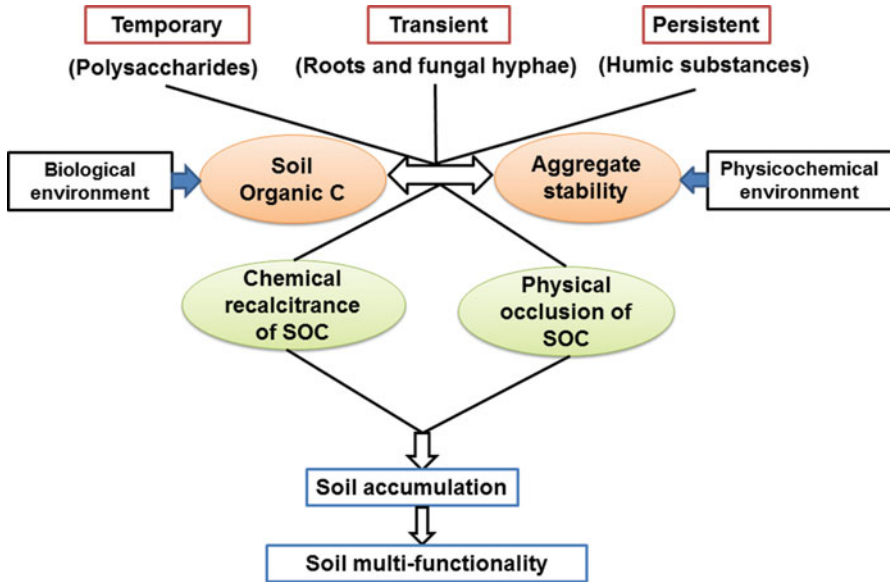 Temporary
Transient
Persistent
(Polysaccharides)
(Roots and fungal hyphae)
(Humic substances)
Biological
environment
Soil
Organic C
Aggregate
stability
Physicochemical
environment
Chemical
recalcitrance
of SOC
Physical
occlusion of
SOC
Soil accumulation
Soil multi-functionality